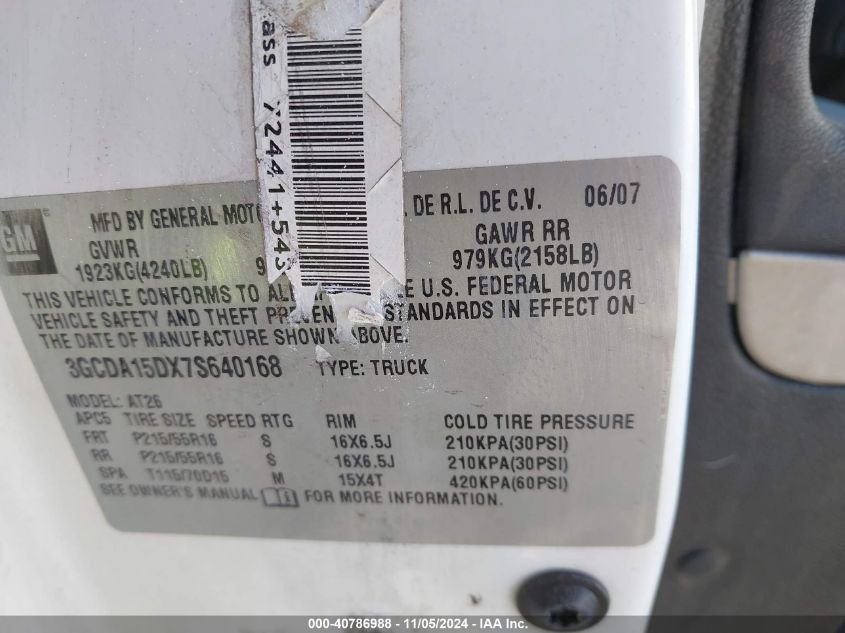 ass 72441+543
GM
MFD BY GENERAL MOTO DE R.L. DE C.V. 06/07
GVWR GAWR RR
1923KG(4240LB) 9 979KG(2158LB)
THIS VEHICLE CONFORMS TO AL LE U.S. FEDERAL MOTOR
VEHICLE SAFETY AND THEFT PREVEN STANDARDS IN EFFECT ON
THE DATE OF MANUFACTURE SHOWN ABOVE.
3GCDA15DX7S640168 TYPE: TRUCK
MODEL: AT26
APC5 TIRE SIZE SPEED RTG RIM COLD TIRE PRESSURE
FRT P215/55R16 S 16X6.5J 210KPA(30PSI)
RR P215/55R16 S 16X6.5J 210KPA(30PSI)
SPA T115/70D15 M 15X4T 420KPA(60PSI)
SEE OWNER'S MANUAL FOR MORE INFORMATION.
000-40786988 - 11/05/2024 - IAA Inc.